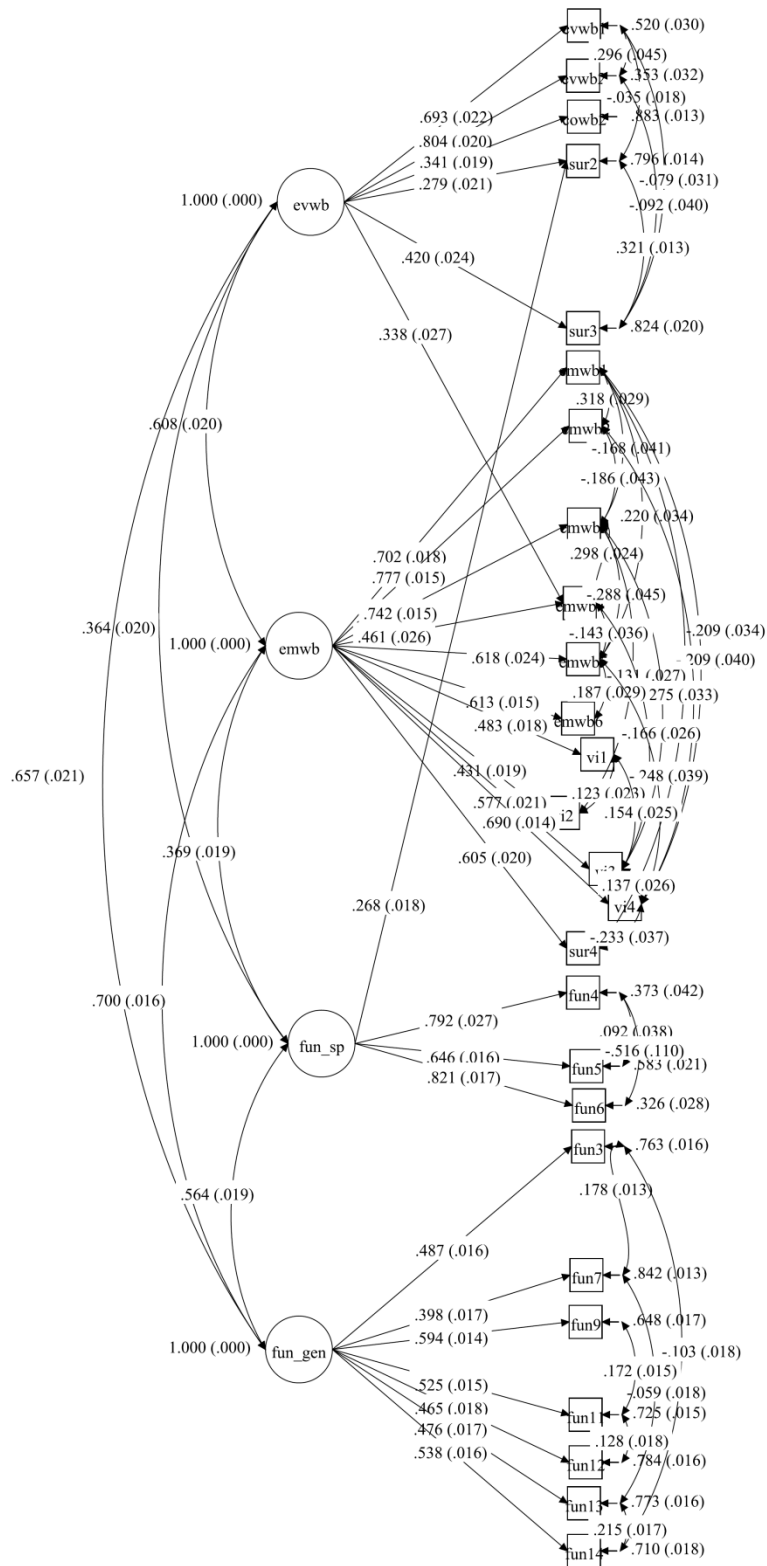 evwb1 .520 (.030)
.296 (.045)
evwb2 .353 (.032)
-.035 (.018)
.693 (.022)
cowb2 .883 (.013)
.804 (.020)
.341 (.019)
sur2 .796 (.014)
.279 (.021)
-.079 (.031)
1.000 (.000) evwb
-.092 (.040)
.321 (.013)
.420 (.024)
sur3 .824 (.020)
.338 (.027)
emwb1
.318 (.029)
.608 (.020)
-.168 (.041)
-.186 (.043)
.220 (.034)
.702 (.018)
.298 (.024)
.777 (.015)
-.288 (.045)
.364 (.020)
.742 (.015)
.461 (.026)
-.143 (.036) -.209 (.034)
1.000 (.000) emwb
.618 (.024)
.209 (.040)
-.131 (.027)
.187 (.029) .275 (.033)
.613 (.015)
emwb6
.483 (.018)
-.166 (.026)
vi1
.431 (.019)
.248 (.039)
.657 (.021)
.123 (.023)
.577 (.021)
.154 (.025)
.690 (.014)
.369 (.019)
.605 (.020)
.137 (.026)
vi4
.268 (.018)
-.233 (.037)
sur4
.700 (.016)
fun4 .373 (.042)
.792 (.027)
.092 (.038)
1.000 (.000) fun_sp
-.516 (.110)
.646 (.016)
fun5 .583 (.021)
.821 (.017)
fun6 .326 (.028)
fun3 .763 (.016)
.178 (.013)
.564 (.019)
.487 (.016)
fun7 .842 (.013)
.398 (.017)
fun9 .648 (.017)
.594 (.014)
1.000 (.000) fun_gen
-.103 (.018)
.172 (.015)
.525 (.015)
-.059 (.018)
.465 (.018)
fun11 .725 (.015)
.476 (.017)
.128 (.018)
.538 (.016)
fun12 .784 (.016)
fun13 .773 (.016)
.215 (.017)
fun14 .710 (.018)